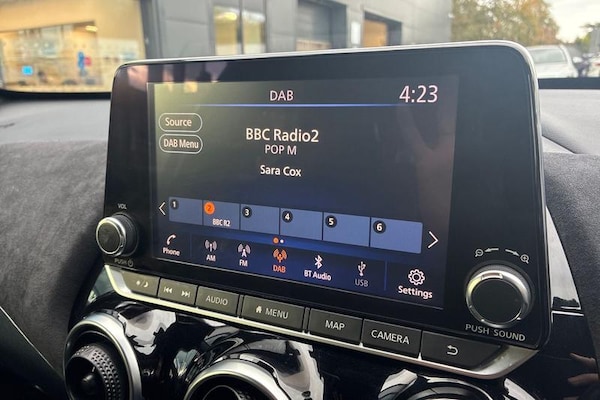 DAB
4:23
Source
DAB Menu
BBC Radio2
POP M
Sara Cox
1 2 3 4 5 6
BBC R2
Phone AM FM DAB BT Audio USB Settings
VOL
PUSH
AUDIO MENU MAP CAMERA
PUSH SOUND